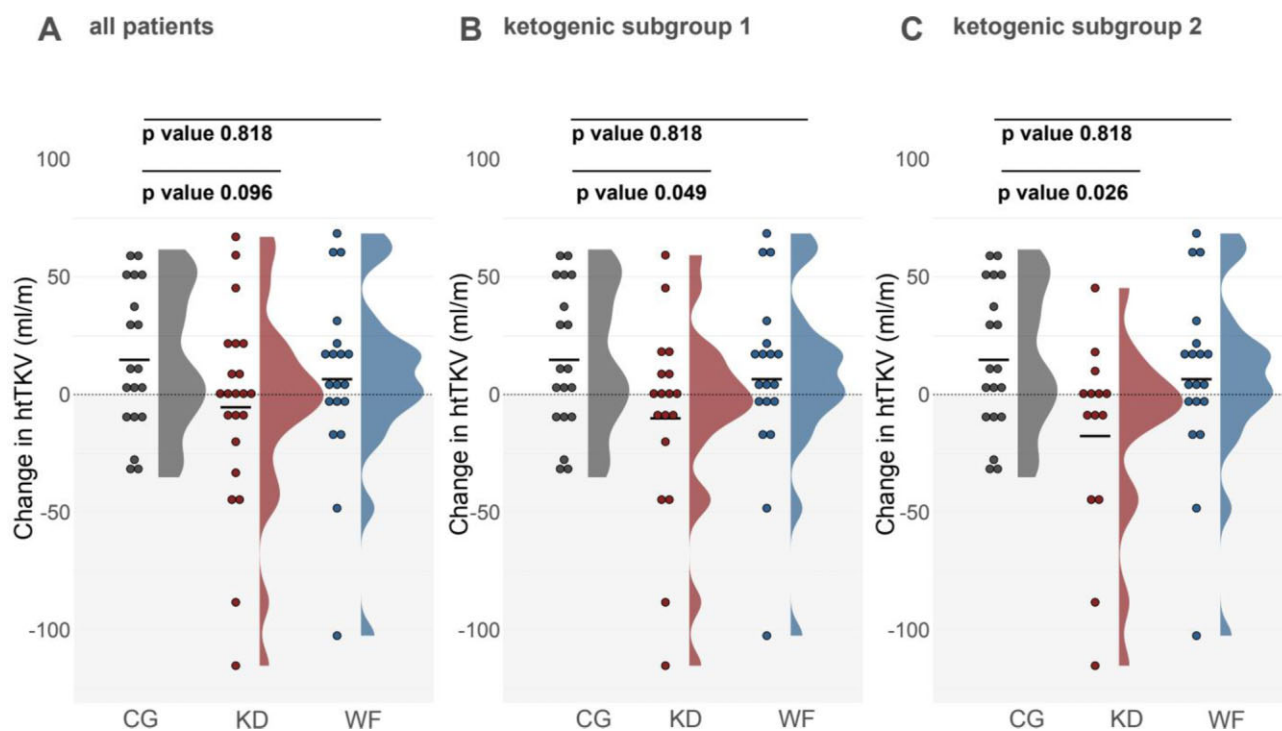 A all patients
B ketogenic subgroup 1
C ketogenic subgroup 2
p value 0.818
p value 0.818
p value 0.818
100
100
100
p value 0.096
p value 0.049
p value 0.026
50
50
50
0
0
0
-50
-50
-50
-100
-100
-100
Change in htTKV (ml/m)
Change in htTKV (ml/m)
Change in htTKV (ml/m)
CG KD WF
CG KD WF
CG KD WF